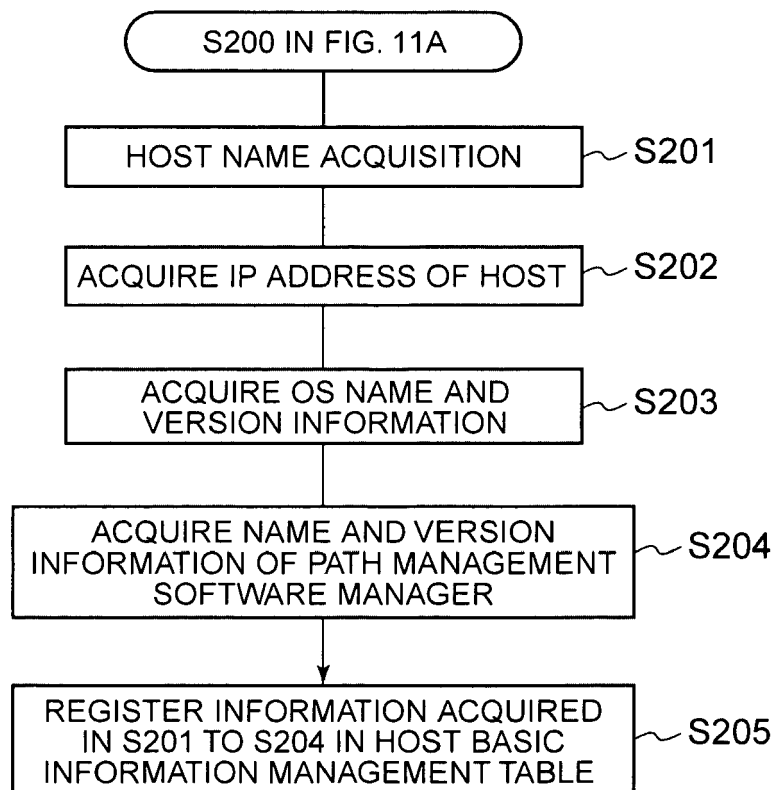 S200 IN FIG. 11A
HOST NAME ACQUISITION
S201
ACQUIRE IP ADDRESS OF HOST
S202
ACQUIRE OS NAME AND
VERSION INFORMATION
S203
ACQUIRE NAME AND VERSION
INFORMATION OF PATH MANAGEMENT
SOFTWARE MANAGER
S204
REGISTER INFORMATION ACQUIRED
IN S201 TO S204 IN HOST BASIC
INFORMATION MANAGEMENT TABLE
S205